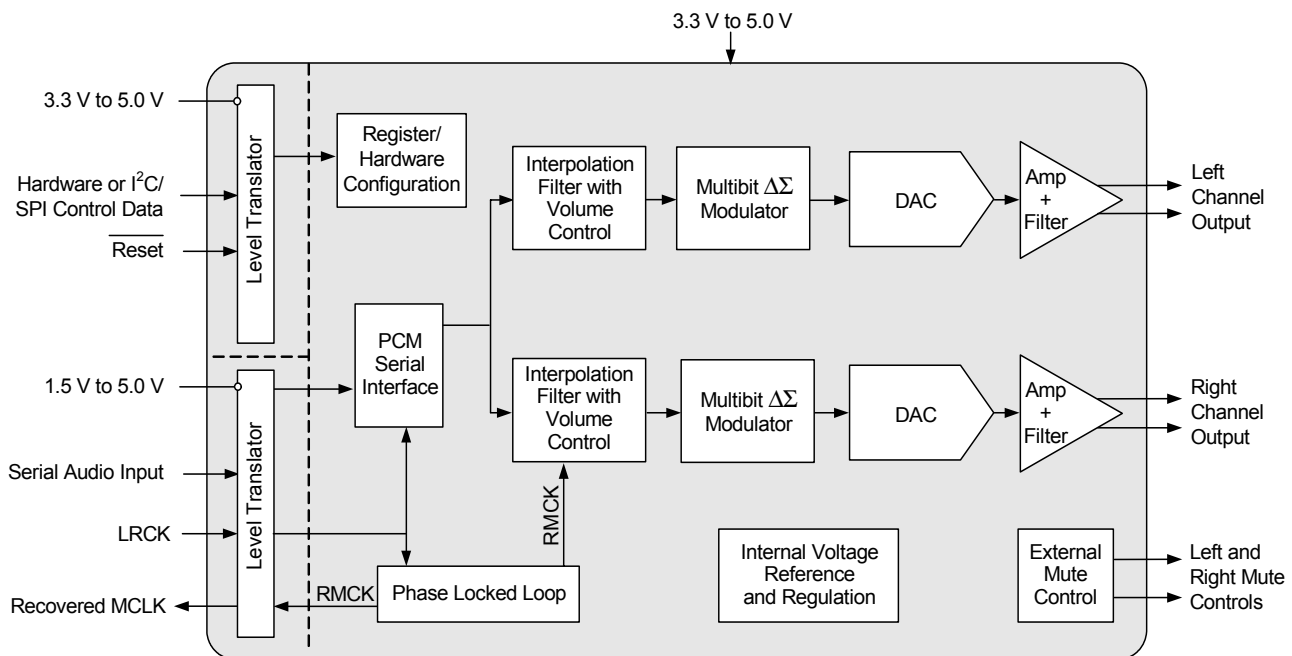 3.3 V to 5.0 V
3.3 V to 5.0 V
Hardware or I²C/
SPI Control Data
Reset
Level Translator
Register/
Hardware
Configuration
Interpolation
Filter with
Volume
Control
Multibit ΔΣ
Modulator
DAC
Amp
+
Filter
Left
Channel
Output
PCM
Serial
Interface
1.5 V to 5.0 V
Serial Audio Input
LRCK
Recovered MCLK
Level Translator
Interpolation
Filter with
Volume
Control
Multibit ΔΣ
Modulator
DAC
Amp
+
Filter
Right
Channel
Output
RMCK
RMCK
Phase Locked Loop
Internal Voltage
Reference
and Regulation
External
Mute
Control
Left and
Right Mute
Controls